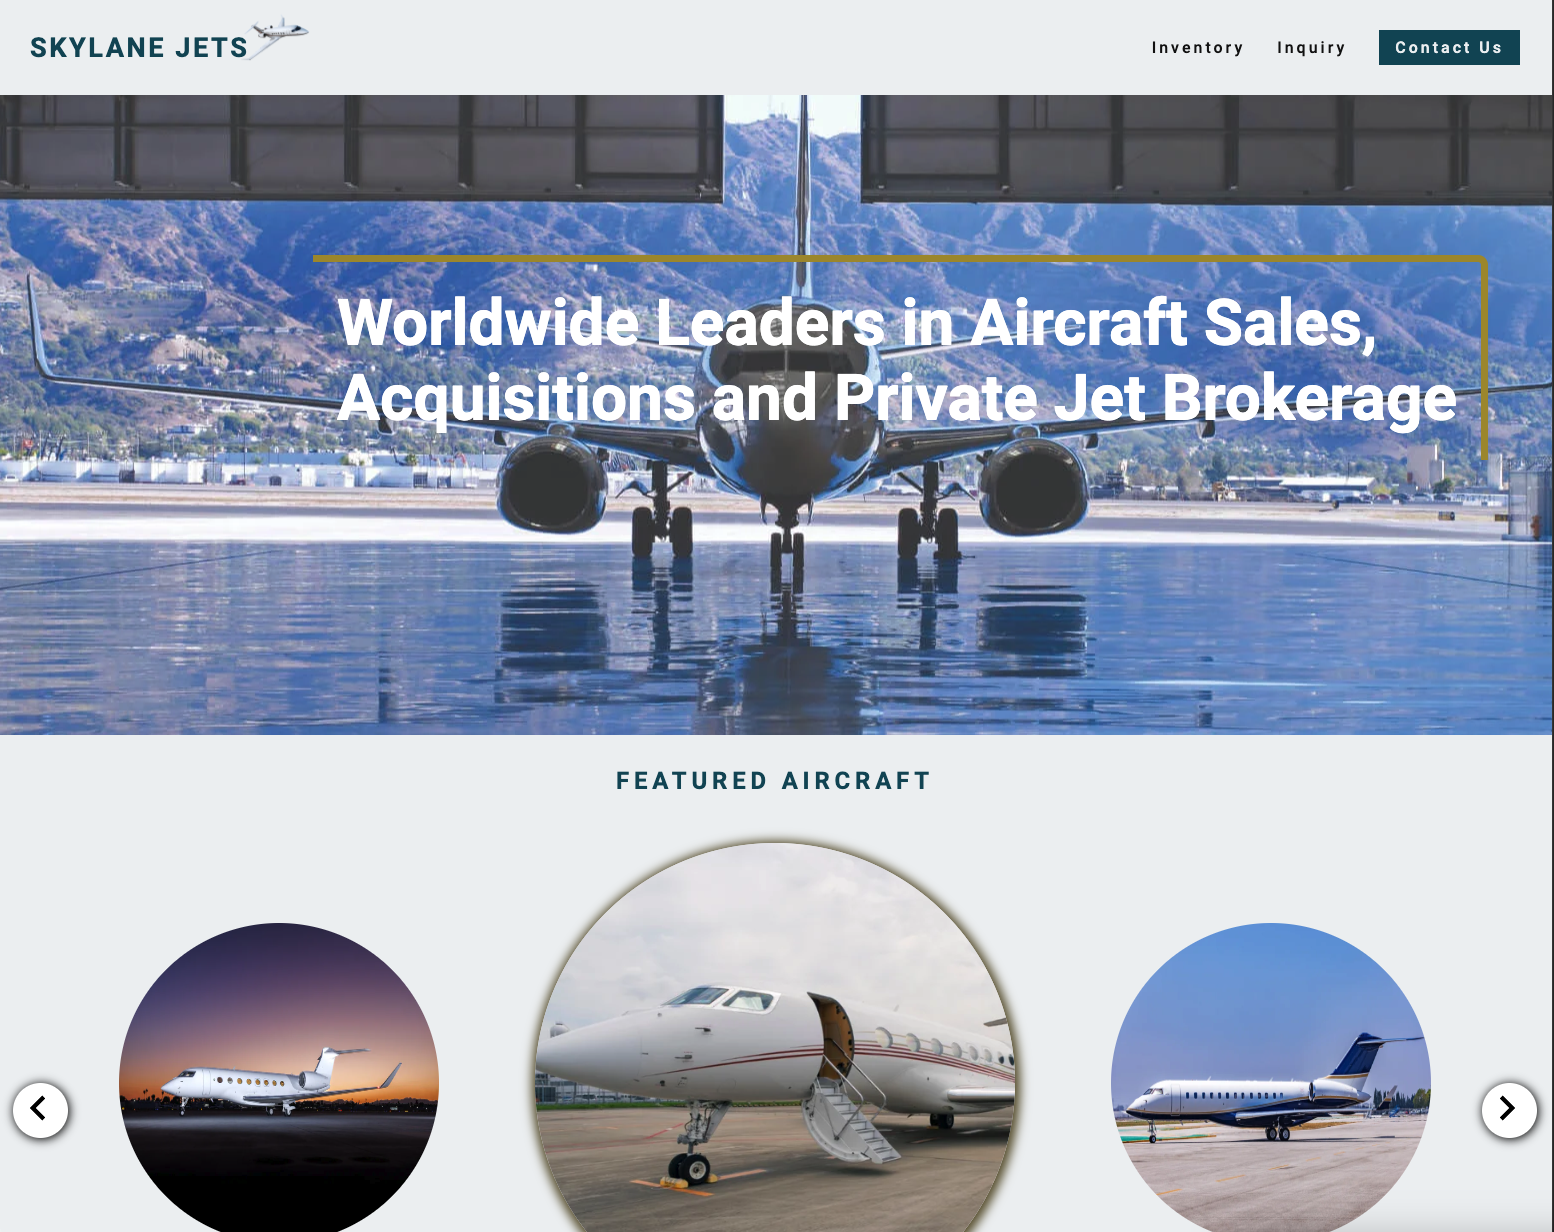 SKYLANE JETS
Inventory
Inquiry
Contact Us
Worldwide Leaders in Aircraft Sales,
Acquisitions and Private Jet Brokerage
FEATURED AIRCRAFT